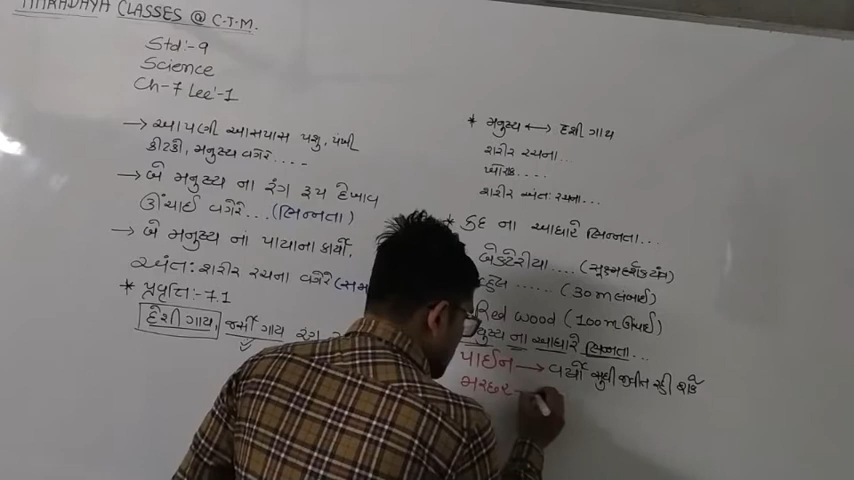 CLASSES @ C.J.M.
Std:-9
Science
Ch-7 Lec'-1
→ આપણી આસપાસ પશુ, પંખી
કીટકો, મનુષ્ય વગેરે....
→ બે મનુષ્ય ના રંગ રૂપ દેખાવ
ઊંચાઈ વગેરે... (ભિન્નતા)
→ બે મનુષ્ય નાં પાયાના કાર્યો,
અંતઃ શરીર રચના વગેરે
* પ્રવૃત્તિ:-7.1
દેશી ગાય, જર્સી ગાય રંગ
* મનુષ્ય ↔ દેશી ગાય
શરીર રચના...
ખોરાક....
શરીર અંતઃ રચના...
* કદ ના આધારે ભિન્નતા...
બેક્ટેરીયા.... (સૂક્ષ્મદર્શકયંત્ર)
...... (30 m લંબાઈ)
Red wood (100 m ઊંચાઈ)
ના આધારે ભિન્નતા...
પાઈન → વર્ષો સુધી જીવીત રહી શકે
મચ્છર